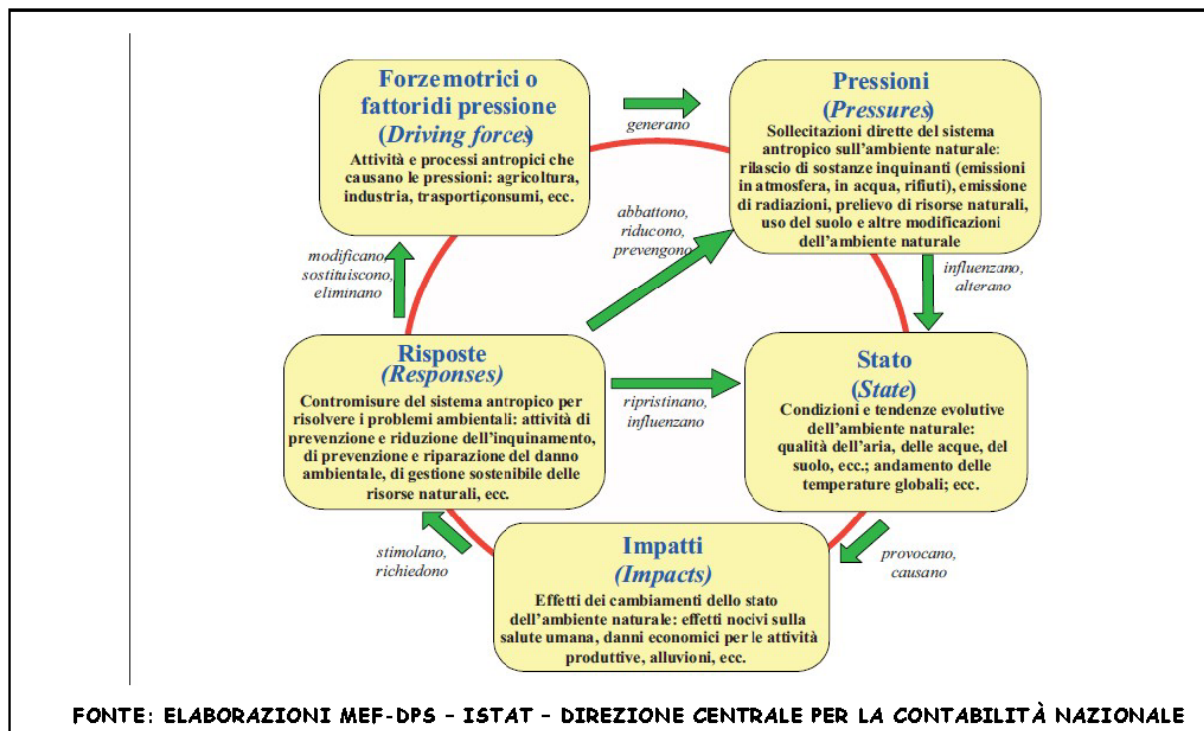 Forze motrici o
fattoridi pressione
(Driving forces)
Attività e processi antropici che
causano le pressioni: agricoltura,
industria, trasporti,consumi, ecc.
generano
Pressioni
(Pressures)
Sollecitazioni dirette del sistema
antropico sull'ambiente naturale:
rilascio di sostanze inquinanti (emissioni
in atmosfera, in acqua, rifiuti), emissione
di radiazioni, prelievo di risorse naturali,
uso del suolo e altre modificazioni
dell'ambiente naturale
abbattono,
riducono,
prevengono
modificano,
sostituiscono,
eliminano
influenzano,
alterano
Risposte
(Responses)
Contromisure del sistema antropico per
risolvere i problemi ambientali: attività di
prevenzione e riduzione dell'inquinamento,
di prevenzione e riparazione del danno
ambientale, di gestione sostenibile delle
risorse naturali, ecc.
ripristinano,
influenzano
Stato
(State)
Condizioni e tendenze evolutive
dell'ambiente naturale:
qualità dell'aria, delle acque, del
suolo, ecc.; andamento delle
temperature globali; ecc.
stimolano,
richiedono
Impatti
(Impacts)
Effetti dei cambiamenti dello stato
dell'ambiente naturale: effetti nocivi sulla
salute umana, danni economici per le attività
produttive, alluvioni, ecc.
provocano,
causano
FONTE: ELABORAZIONI MEF-DPS – ISTAT – DIREZIONE CENTRALE PER LA CONTABILITÀ NAZIONALE